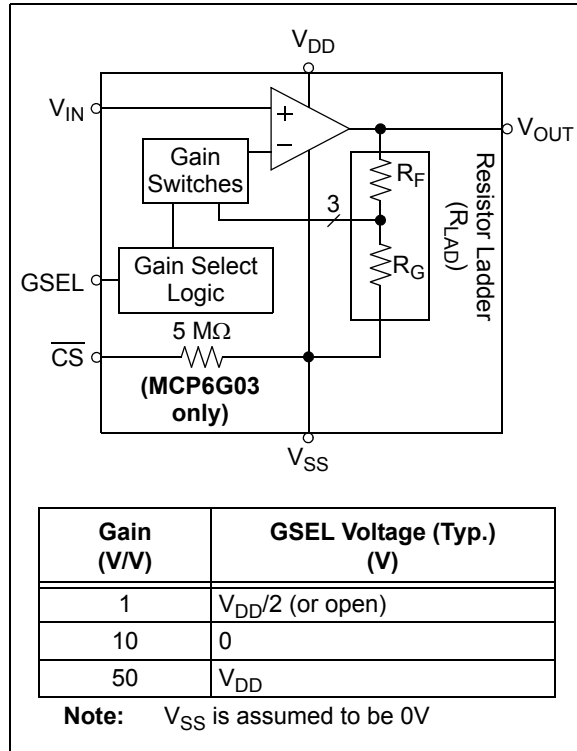 V_DD
V_IN
+
−
V_OUT
Gain
Switches
3
R_F
Resistor Ladder
(R_LAD)
GSEL
Gain Select
Logic
R_G
5 MΩ
C̅S̅
(MCP6G03
only)
V_SS
Gain
(V/V)
GSEL Voltage (Typ.)
(V)
1
V_DD/2 (or open)
10
0
50
V_DD
Note: V_SS is assumed to be 0V